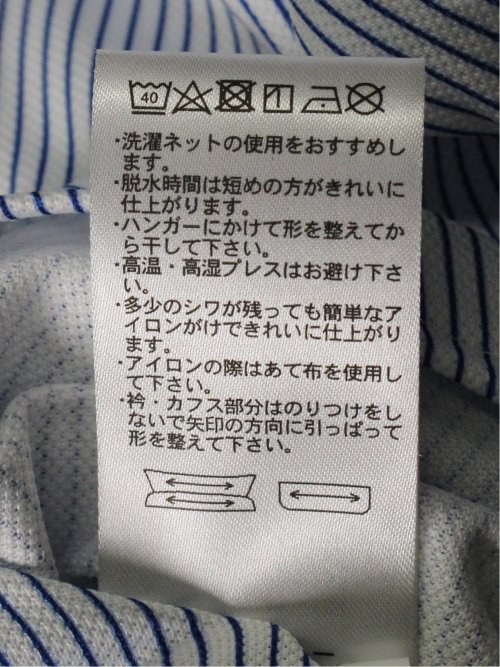 40
・洗濯ネットの使用をおすすめし
ます。
・脱水時間は短めの方がきれいに
仕上がります。
・ハンガーにかけて形を整えてか
ら干して下さい。
・高温・高湿プレスはお避け下さ
い。
・多少のシワが残っても簡単なア
イロンがけできれいに仕上がり
ます。
・アイロンの際はあて布を使用し
て下さい。
・衿・カフス部分はのりつけをし
ないで矢印の方向に引っぱって
形を整えて下さい。